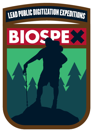 LEAD PUBLIC DIGITIZATION EXPEDITIONS
BIOSPEX